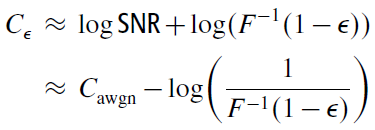 C_ϵ ≈ log SNR + log(F^{-1}(1 − ϵ))
≈ C_awgn − log(1/F^{-1}(1 − ϵ))